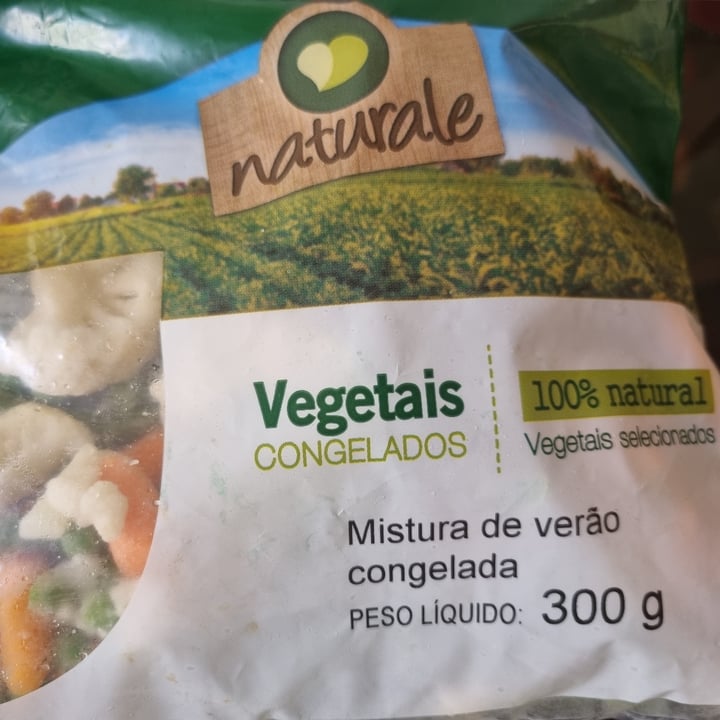 naturale
Vegetais
CONGELADOS
100% natural
Vegetais selecionados
Mistura de verão
congelada
PESO LÍQUIDO: 300 g